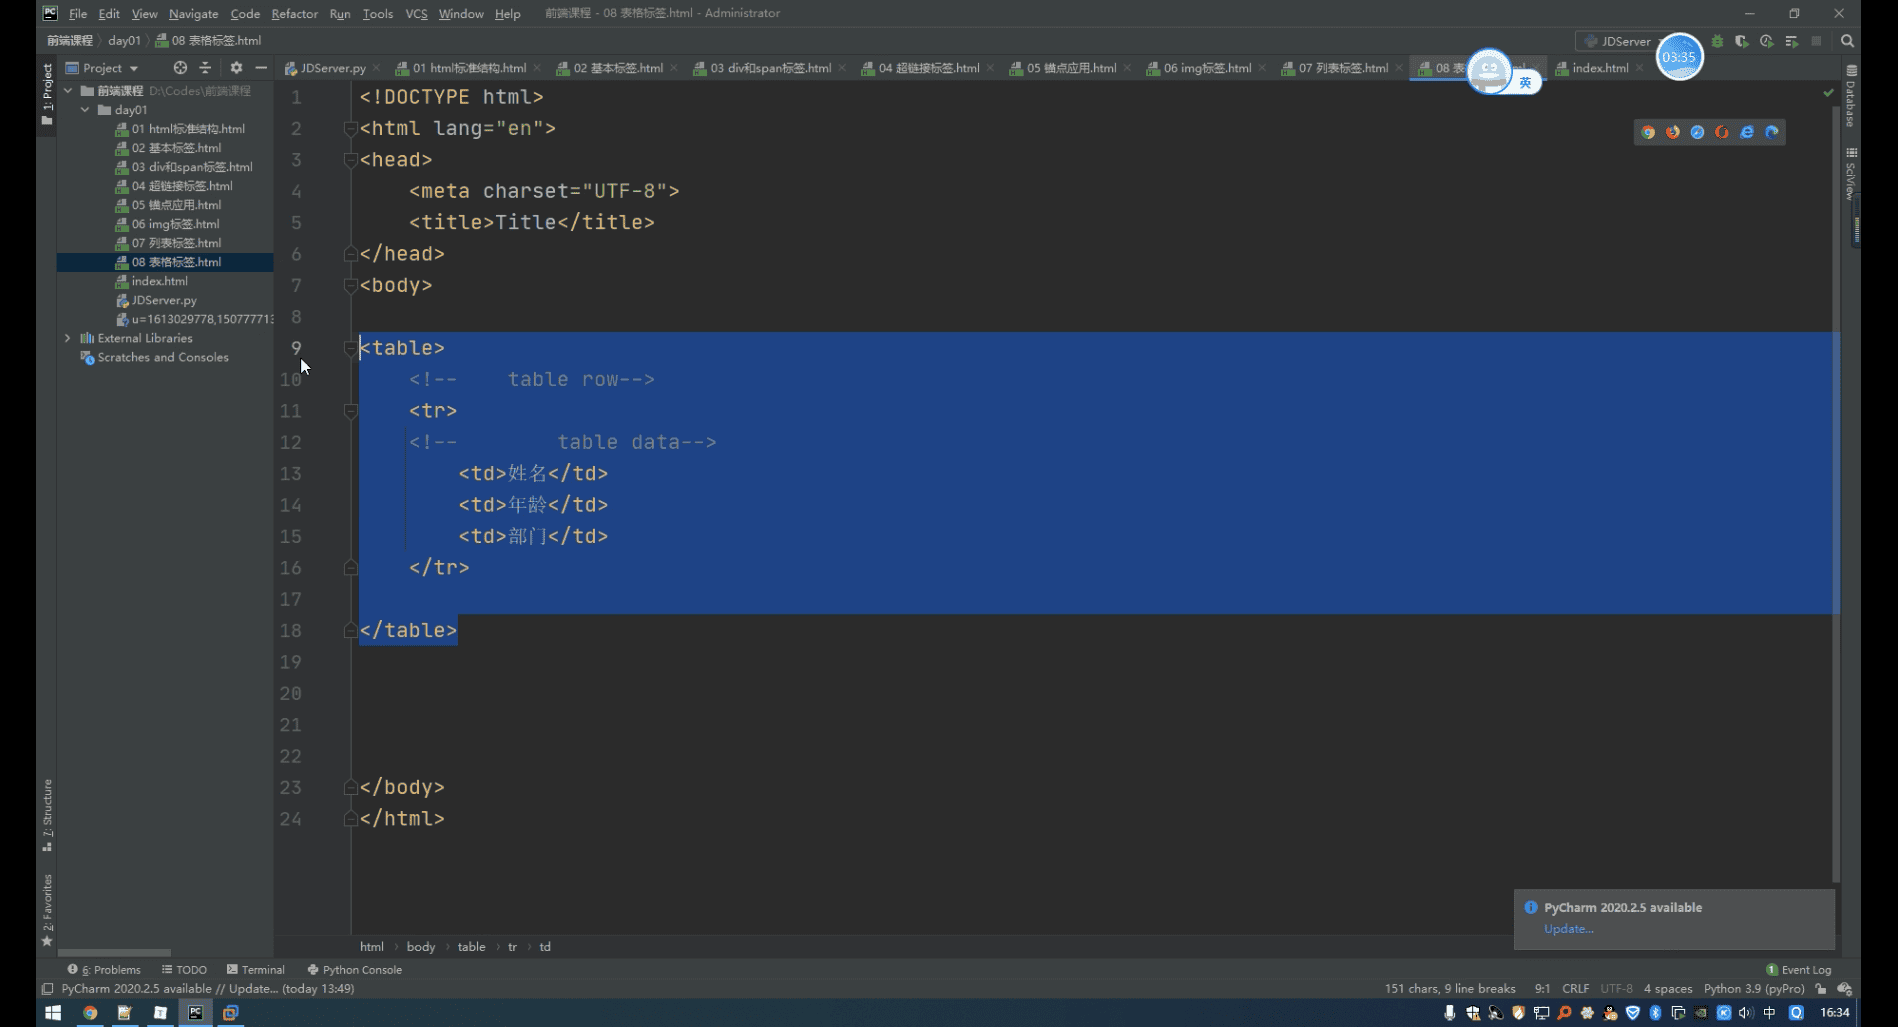 File Edit View Navigate Code Refactor Run Tools VCS Window Help 前端课程 - 08 表格标签.html - Administrator
前端课程 day01 08 表格标签.html JDServer 03:35
Project JDServer.py 01 html标准结构.html 02 基本标签.html 03 div和span标签.html 04 超链接标签.html 05 锚点应用.html 06 img标签.html 07 列表标签.html 08 英 index.html
1: Project
前端课程 D:\Codes\前端课程
day01
01 html标准结构.html
02 基本标签.html
03 div和span标签.html
04 超链接标签.html
05 锚点应用.html
06 img标签.html
07 列表标签.html
08 表格标签.html
index.html
JDServer.py
u=1613029778,150777713
External Libraries
Scratches and Consoles
7: Structure
2: Favorites
1 <!DOCTYPE html>
2 <html lang="en">
3 <head>
4 <meta charset="UTF-8">
5 <title>Title</title>
6 </head>
7 <body>
8
9 <table>
10 <!-- table row-->
11 <tr>
12 <!-- table data-->
13 <td>姓名</td>
14 <td>年龄</td>
15 <td>部门</td>
16 </tr>
17
18 </table>
19
20
21
22
23 </body>
24 </html>
Database
SciView
PyCharm 2020.2.5 available
Update...
html body table tr td
6: Problems TODO Terminal Python Console 1 Event Log
PyCharm 2020.2.5 available // Update... (today 13:49) 151 chars, 9 line breaks 9:1 CRLF UTF-8 4 spaces Python 3.9 (pyPro)
中 16:34